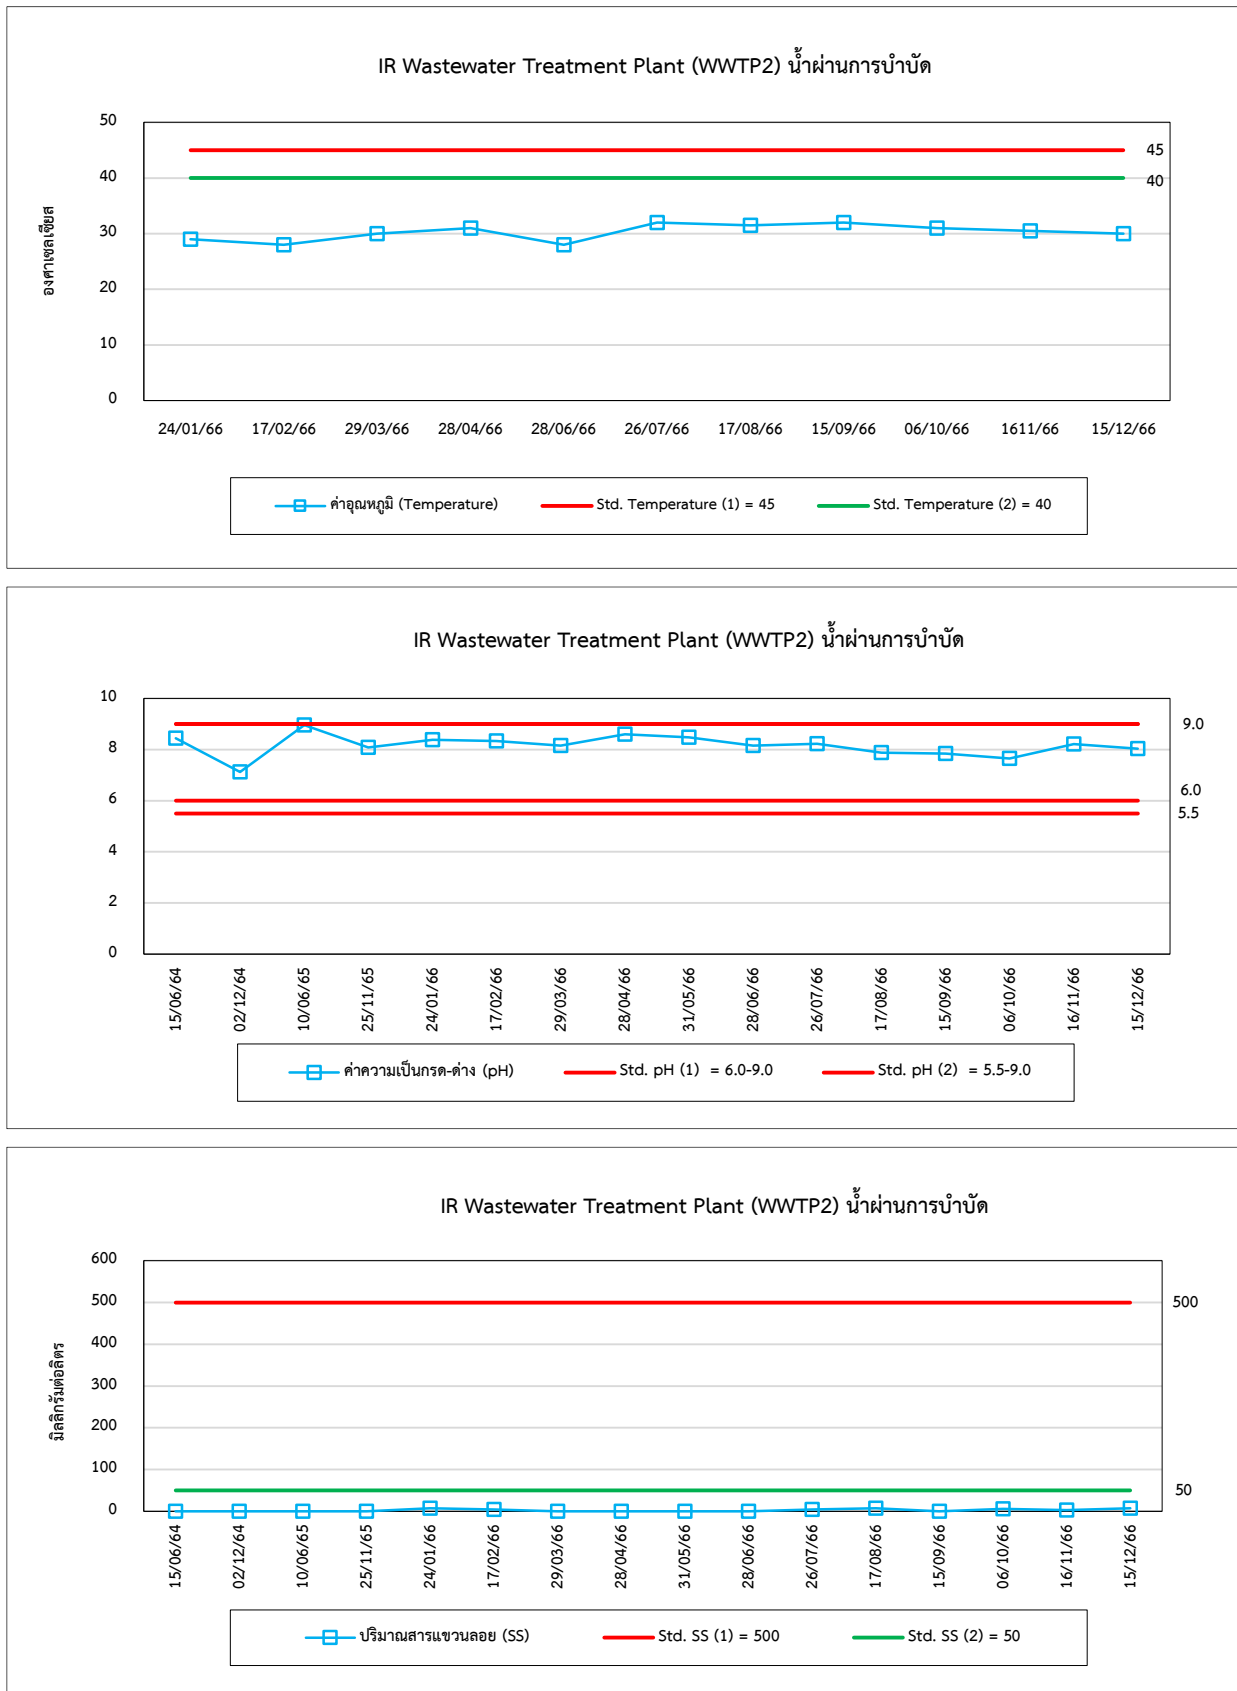 IR Wastewater Treatment Plant (WWTP2) น้ำผ่านการบำบัด
องศาเซลเซียส
50
40
30
20
10
0
45
40
24/01/66 17/02/66 29/03/66 28/04/66 28/06/66 26/07/66 17/08/66 15/09/66 06/10/66 1611/66 15/12/66
ค่าอุณหภูมิ (Temperature) Std. Temperature (1) = 45 Std. Temperature (2) = 40
IR Wastewater Treatment Plant (WWTP2) น้ำผ่านการบำบัด
10
8
6
4
2
0
9.0
6.0
5.5
15/06/64 02/12/64 10/06/65 25/11/65 24/01/66 17/02/66 29/03/66 28/04/66 31/05/66 28/06/66 26/07/66 17/08/66 15/09/66 06/10/66 16/11/66 15/12/66
ค่าความเป็นกรด-ด่าง (pH) Std. pH (1) = 6.0-9.0 Std. pH (2) = 5.5-9.0
IR Wastewater Treatment Plant (WWTP2) น้ำผ่านการบำบัด
มิลลิกรัมต่อลิตร
600
500
400
300
200
100
0
500
50
15/06/64 02/12/64 10/06/65 25/11/65 24/01/66 17/02/66 29/03/66 28/04/66 31/05/66 28/06/66 26/07/66 17/08/66 15/09/66 06/10/66 16/11/66 15/12/66
ปริมาณสารแขวนลอย (SS) Std. SS (1) = 500 Std. SS (2) = 50